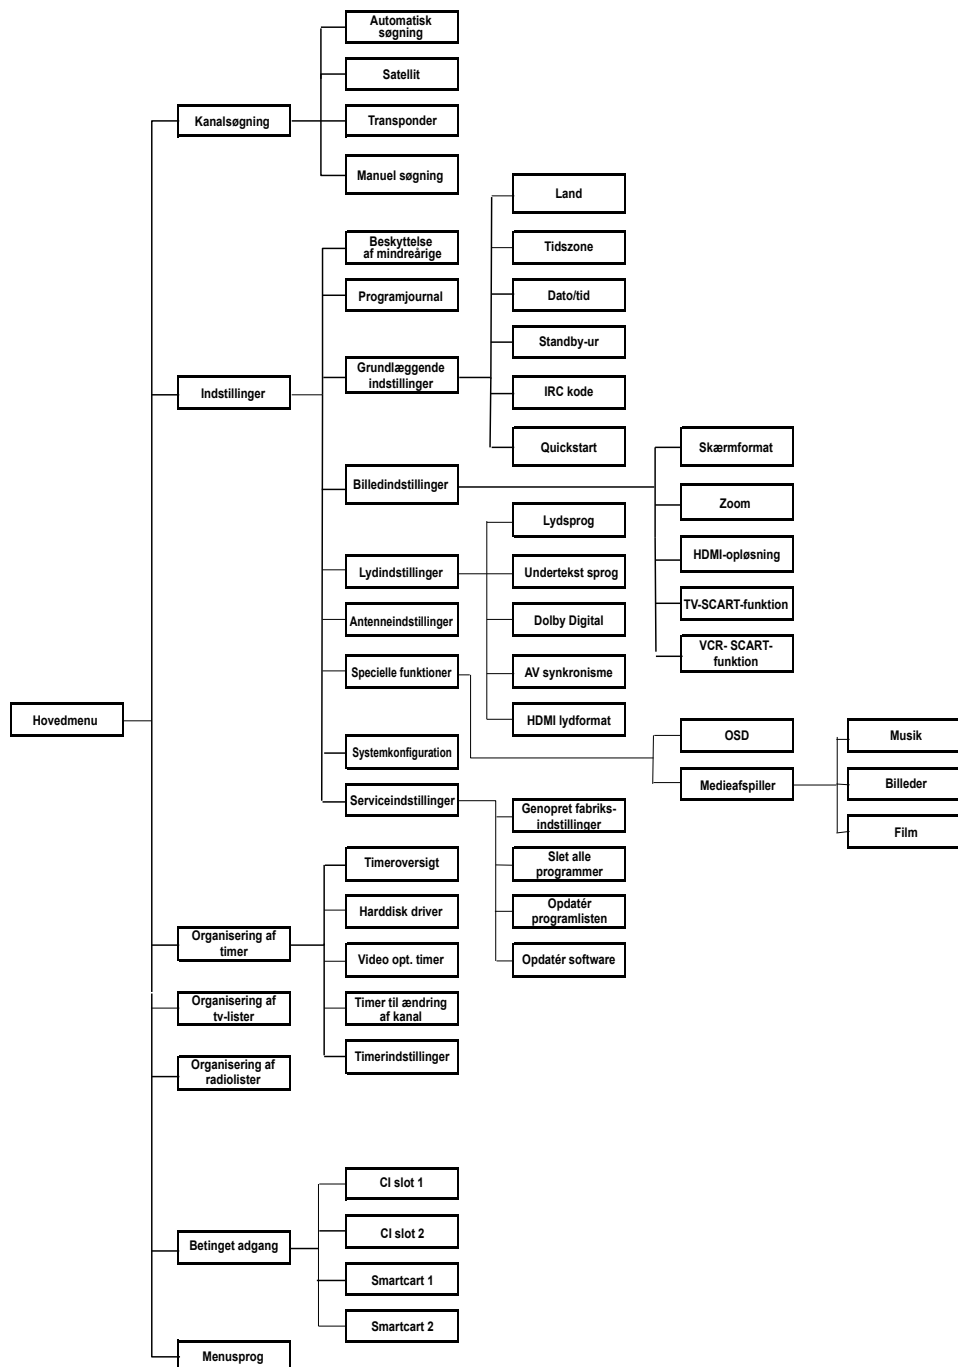 Hovedmenu
Kanalsøgning
Automatisk
søgning
Satellit
Transponder
Manuel søgning
Indstillinger
Beskyttelse
af mindreårige
Programjournal
Grundlæggende
indstillinger
Land
Tidszone
Dato/tid
Standby-ur
IRC kode
Quickstart
Billedindstillinger
Skærmformat
Zoom
HDMI-opløsning
TV-SCART-funktion
VCR- SCART-
funktion
Lydindstillinger
Lydsprog
Undertekst sprog
Dolby Digital
AV synkronisme
HDMI lydformat
Antenneindstillinger
Specielle funktioner
OSD
Medieafspiller
Musik
Billeder
Film
Systemkonfiguration
Serviceindstillinger
Genopret fabriks-
indstillinger
Slet alle
programmer
Opdatér
programlisten
Opdatér software
Organisering af
timer
Timeroversigt
Harddisk driver
Video opt. timer
Timer til ændring
af kanal
Timerindstillinger
Organisering af
tv-lister
Organisering af
radiolister
Betinget adgang
CI slot 1
CI slot 2
Smartcart 1
Smartcart 2
Menusprog